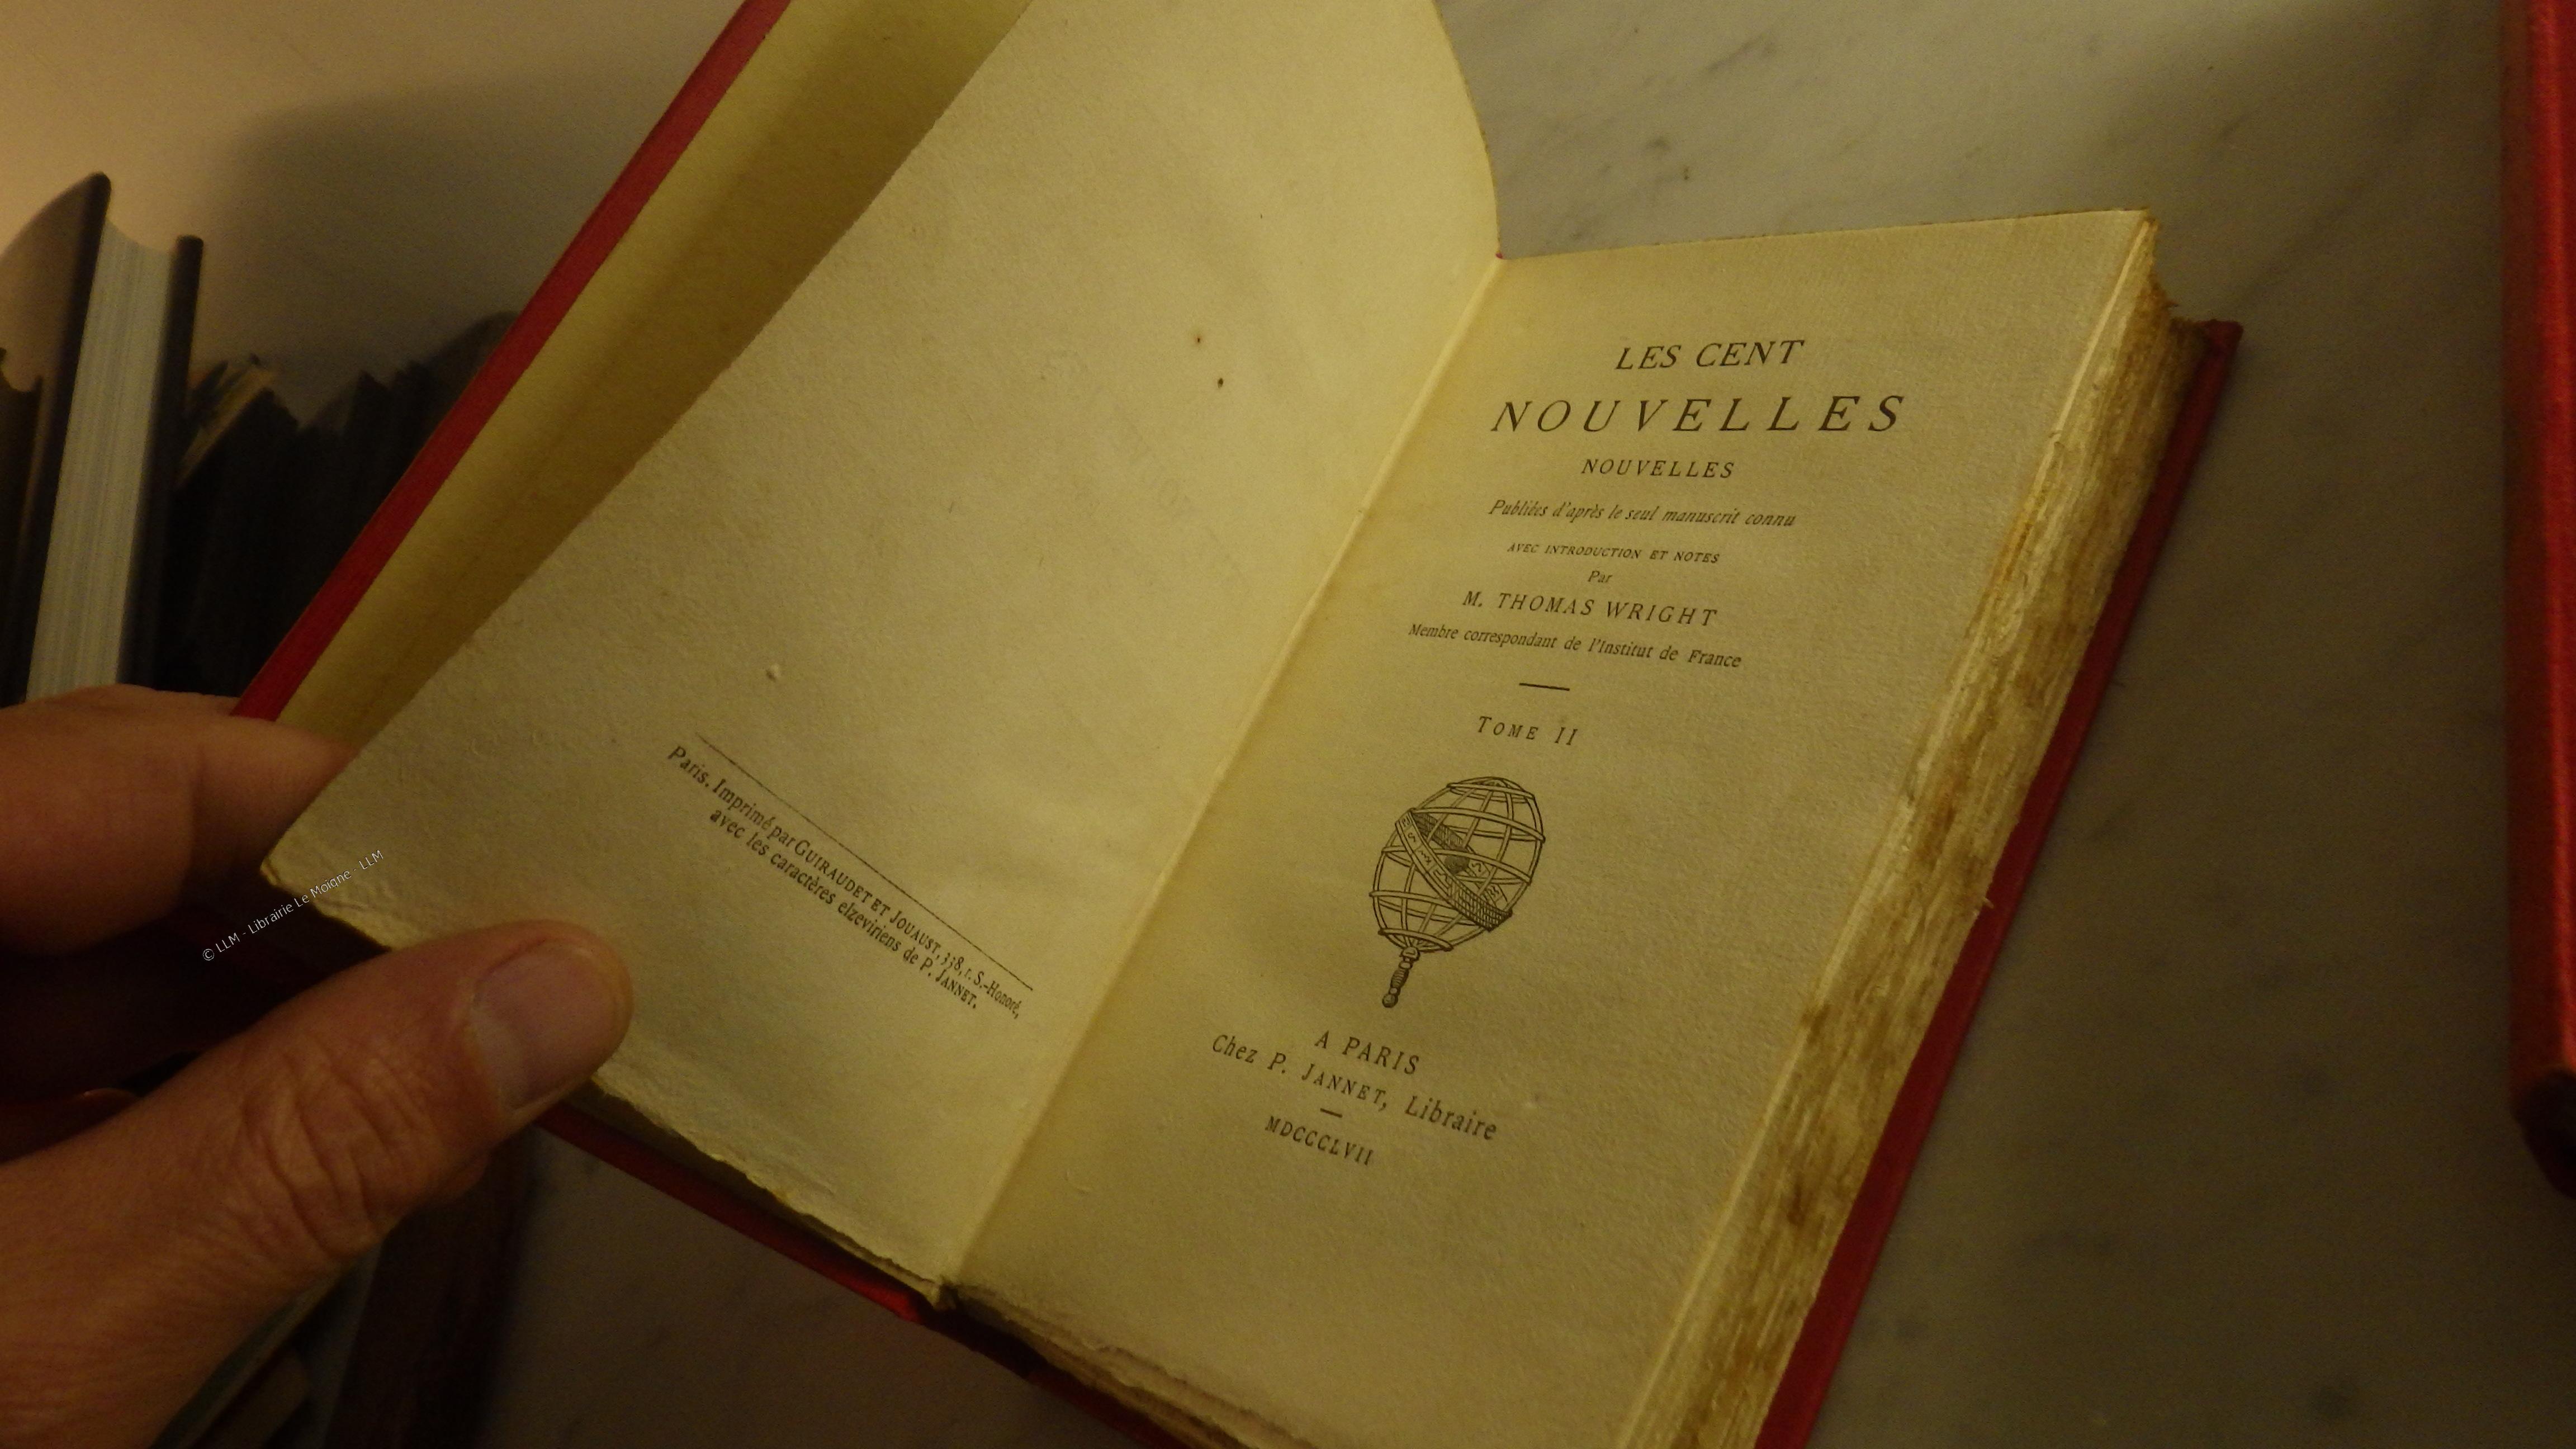 Paris. Imprimé par GUIRAUDET ET JOUAUST, 338, r. S.-Honoré,
avec les caractères elzeviriens de P. JANNET.
LES CENT
NOUVELLES
NOUVELLES
Publiées d'après le seul manuscrit connu
AVEC INTRODUCTION ET NOTES
Par
M. THOMAS WRIGHT
Membre correspondant de l'Institut de France
TOME II
A PARIS
Chez P. JANNET, Libraire
MDCCCLVII
© LLM - Librairie Le Moigne - LLM